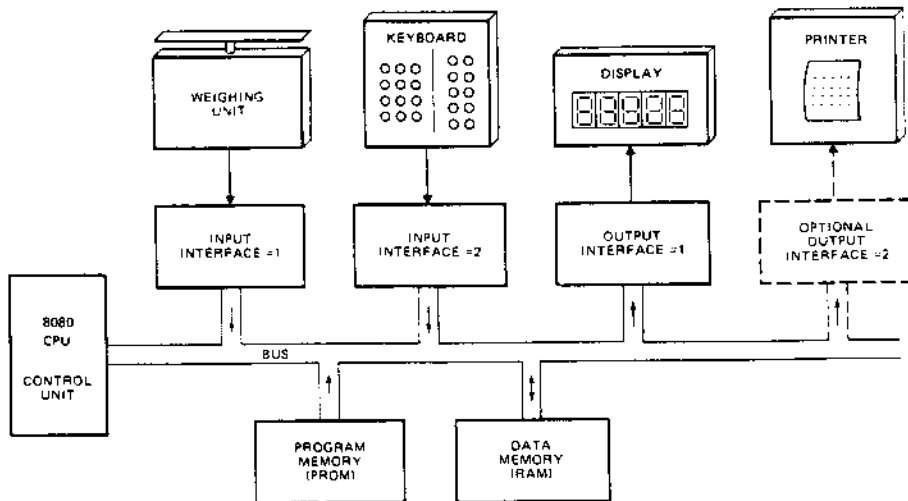 WEIGHING
UNIT
KEYBOARD
DISPLAY
PRINTER
INPUT
INTERFACE =1
INPUT
INTERFACE =2
OUTPUT
INTERFACE =1
OPTIONAL
OUTPUT
INTERFACE =2
8080
CPU
CONTROL
UNIT
BUS
PROGRAM
MEMORY
(PROM)
DATA
MEMORY
(RAM)